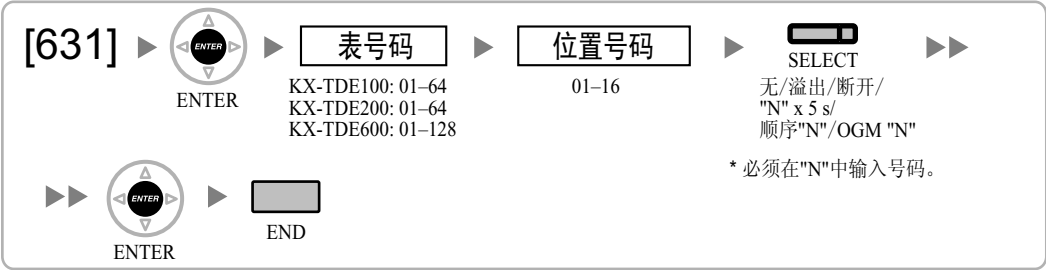 [631]
ENTER
ENTER
表号码
KX-TDE100: 01–64
KX-TDE200: 01–64
KX-TDE600: 01–128
位置号码
01–16
SELECT
无/溢出/断开/
"N" x 5 s/
顺序"N"/OGM "N"
* 必须在"N"中输入号码。
ENTER
ENTER
END